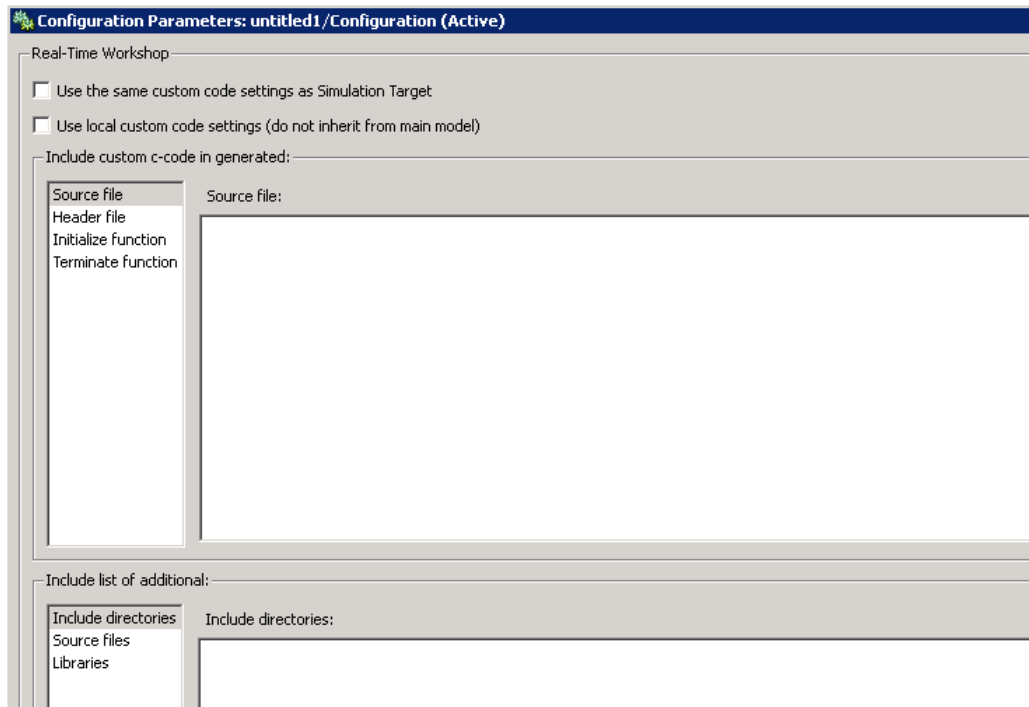 Configuration Parameters: untitled1/Configuration (Active)
Real-Time Workshop
Use the same custom code settings as Simulation Target
Use local custom code settings (do not inherit from main model)
Include custom c-code in generated:
Source file
Source file:
Header file
Initialize function
Terminate function
Include list of additional:
Include directories
Include directories:
Source files
Libraries